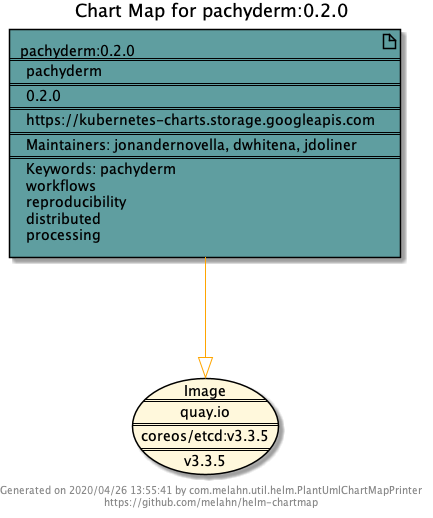 Chart Map for pachyderm:0.2.0
pachyderm:0.2.0
pachyderm
0.2.0
https://kubernetes-charts.storage.googleapis.com
Maintainers: jonandernovella, dwhitena, jdoliner
Keywords: pachyderm
workflows
reproducibility
distributed
processing
Image
quay.io
coreos/etcd:v3.3.5
v3.3.5
Generated on 2020/04/26 13:55:41 by com.melahn.util.helm.PlantUmlChartMapPrinter
https://github.com/melahn/helm-chartmap